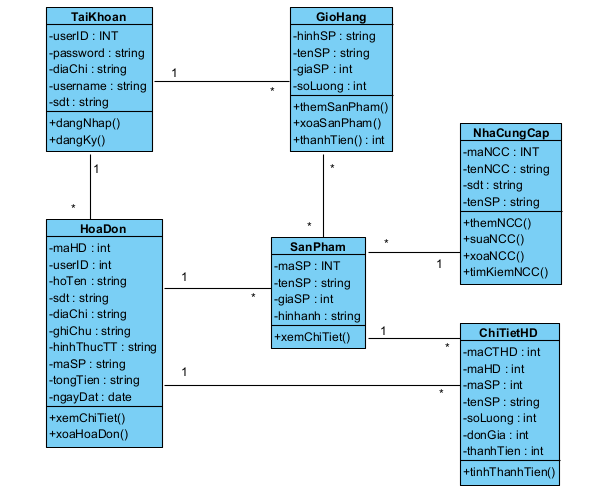 TaiKhoan
-userID : INT
-password : string
-diaChi : string
-username : string
-sdt : string
+dangNhap()
+dangKy()
1
*
GioHang
-hinhSP : string
-tenSP : string
-giaSP : int
-soLuong : int
+themSanPham()
+xoaSanPham()
+thanhTien() : int
1
*
*
*
NhaCungCap
-maNCC : INT
-tenNCC : string
-sdt : string
-tenSP : string
+themNCC()
+suaNCC()
+xoaNCC()
+timKiemNCC()
HoaDon
-maHD : int
-userID : int
-hoTen : string
-sdt : string
-diaChi : string
-ghiChu : string
-hinhThucTT : string
-maSP : string
-tongTien : string
-ngayDat : date
+xemChiTiet()
+xoaHoaDon()
1
*
SanPham
-maSP : INT
-tenSP : string
-giaSP : int
-hinhanh : string
+xemChiTiet()
*
1
1
*
1
*
ChiTietHD
-maCTHD : int
-maHD : int
-maSP : int
-tenSP : string
-soLuong : int
-donGia : int
-thanhTien : int
+tinhThanhTien()